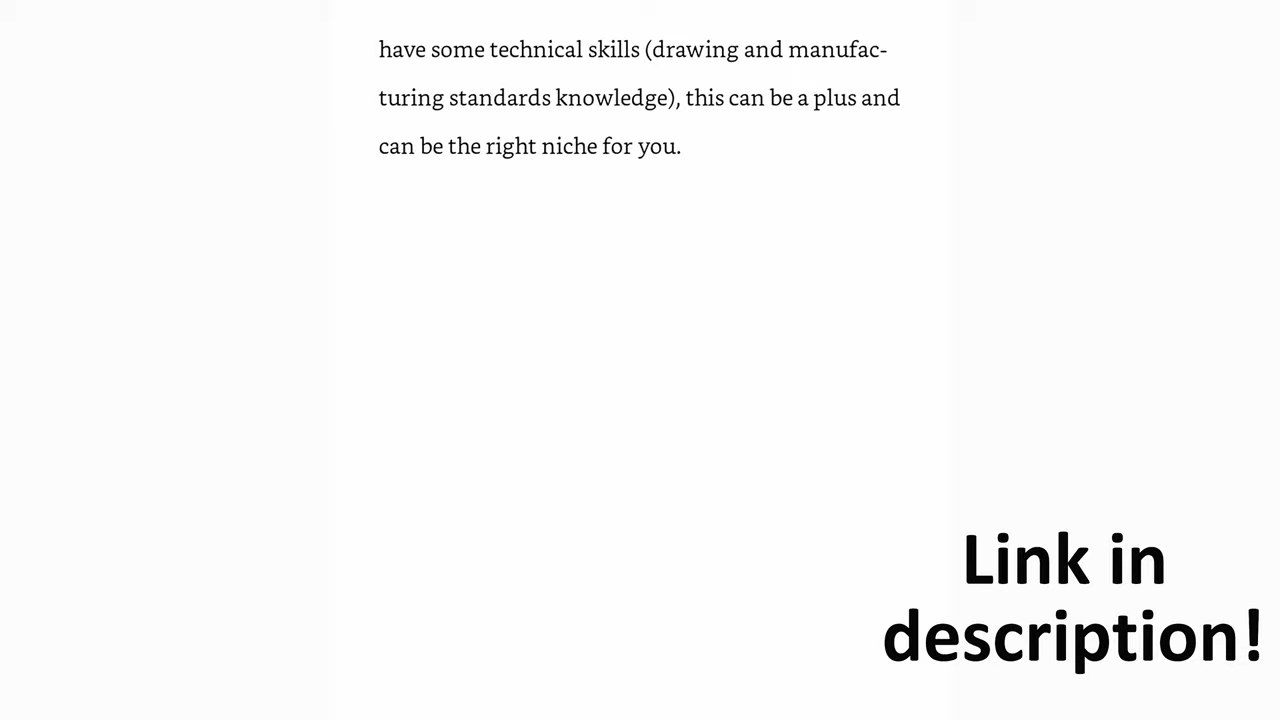 have some technical skills (drawing and manufac-
turing standards knowledge), this can be a plus and
can be the right niche for you.
Link in
description!